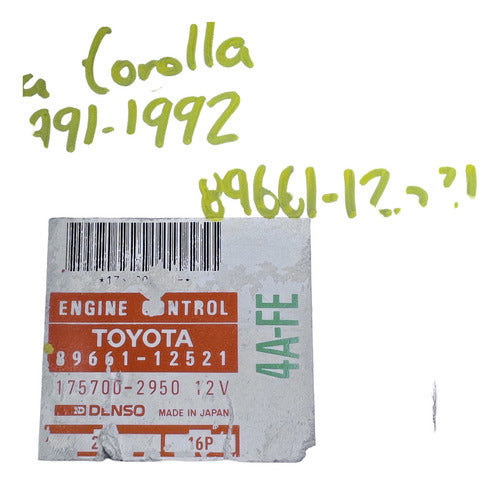 a Corolla
791-1992
89661-12
ENGINE CONTROL
TOYOTA
89661-12521
175700-2950 12V
DENSO MADE IN JAPAN
4A-FE
16P